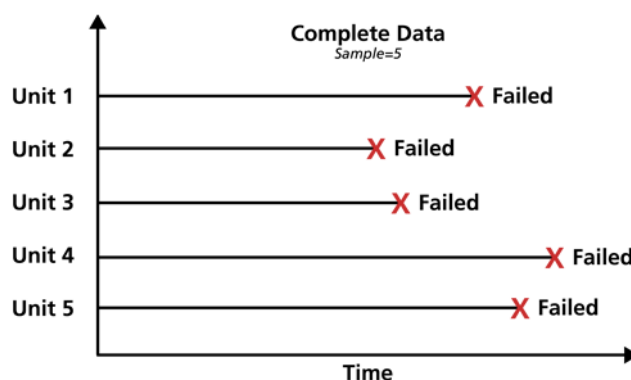 Complete Data
Sample=5
Unit 1 Failed
Unit 2 Failed
Unit 3 Failed
Unit 4 Failed
Unit 5 Failed
Time